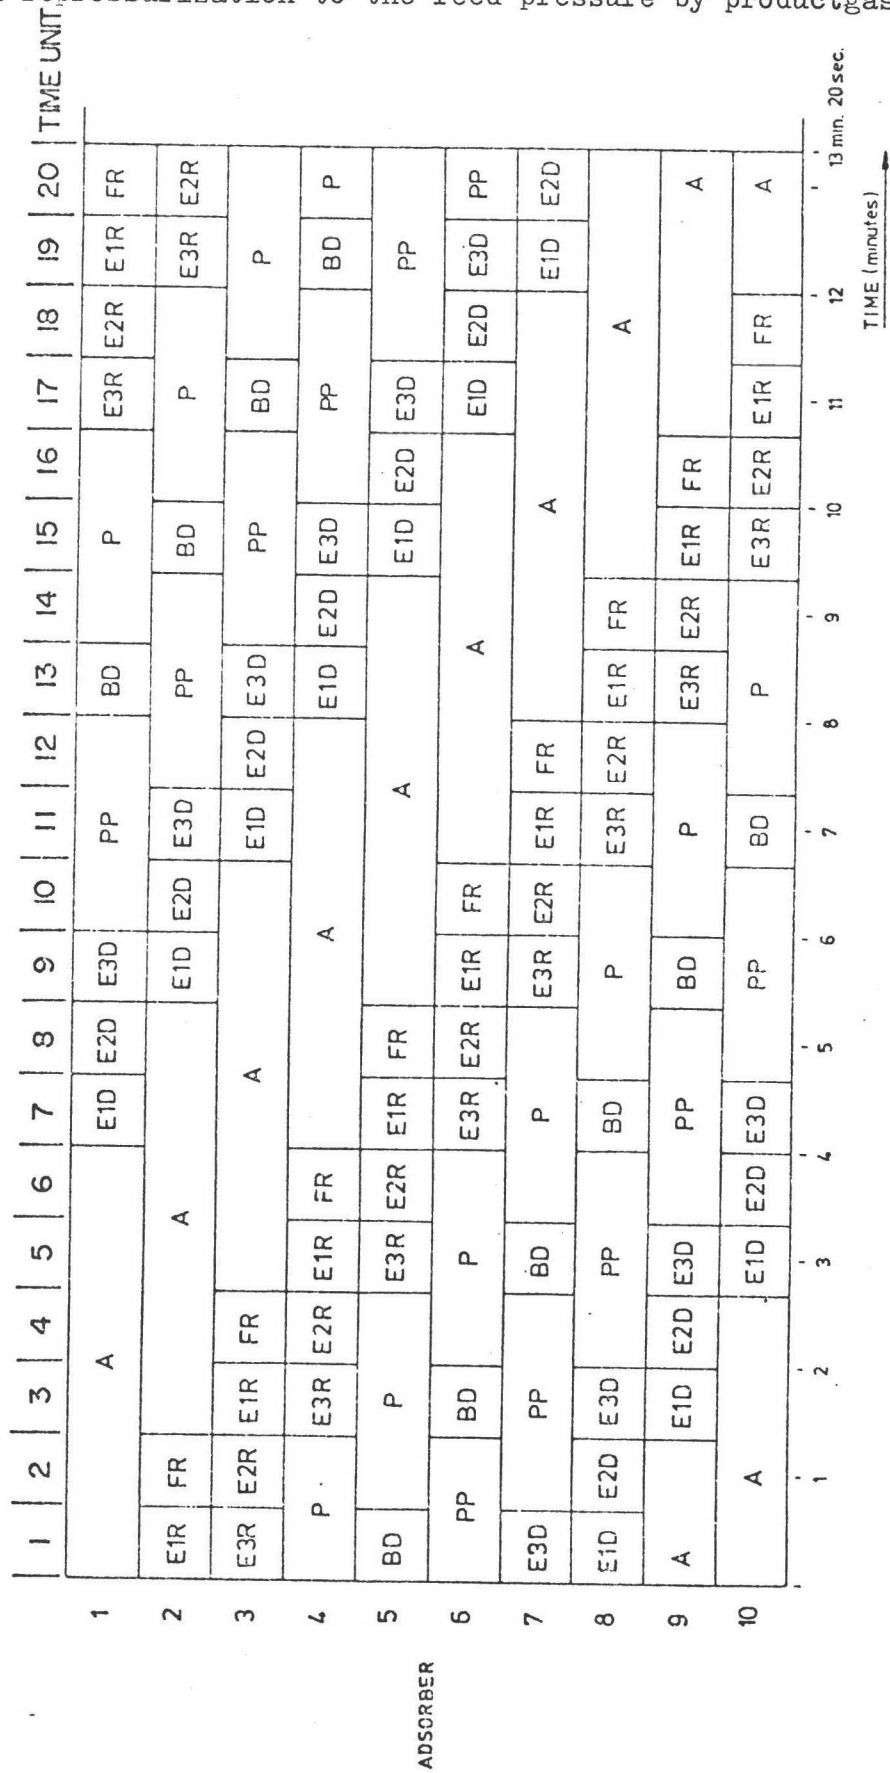 repressurization to the feed pressure by productgas
1 2 3 4 5 6 7 8 9 10 11 12 13 14 15 16 17 18 19 20 TIME UNIT
ADSORBER
1 A E1D E2D E3D PP BD P E3R E2R E1R FR
2 E1R FR A E1D E2D E3D PP BD P E3R E2R
3 E3R E2R E1R FR A E1D E2D E3D PP BD P
4 P E3R E2R E1R FR A E1D E2D E3D PP BD P
5 BD P E3R E2R E1R FR A E1D E2D E3D PP
6 PP BD P E3R E2R E1R FR A E1D E2D E3D PP
7 E3D PP BD P E3R E2R E1R FR A E1D E2D
8 E1D E2D E3D PP BD P E3R E2R E1R FR A
9 A E1D E2D E3D PP BD P E3R E2R E1R FR A
10 A E1D E2D E3D PP BD P E3R E2R E1R FR A
1 2 3 4 5 6 7 8 9 10 11 12 13 min. 20 sec.
TIME (minutes)